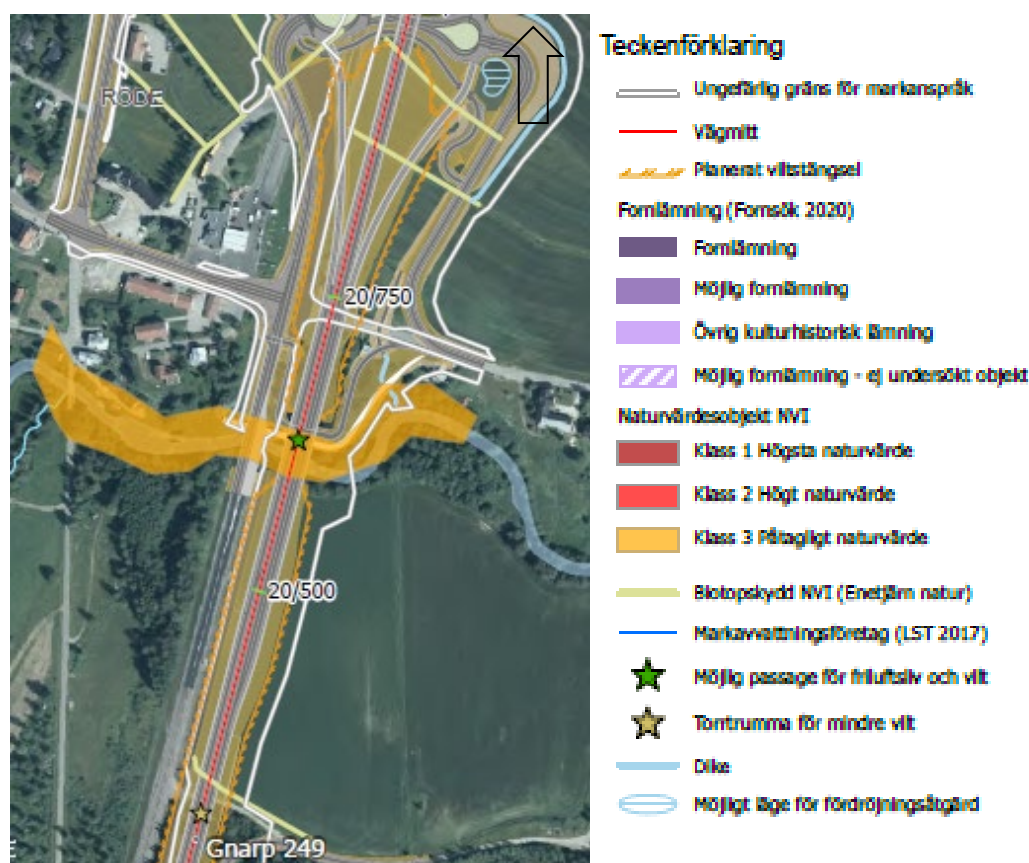 RÖDE
20/750
20/500
Gnarp 249
Teckenförklaring
Ungefärlig gräns för markanspråk
Vägmitt
Planerat viltstängsel
Fornlämning (Fornsök 2020)
Fornlämning
Möjlig fornlämning
Övrig kulturhistorisk lämning
Möjlig fornlämning - ej undersökt objekt
Naturvärdesobjekt NVI
Klass 1 Högsta naturvärde
Klass 2 Högt naturvärde
Klass 3 Påtagligt naturvärde
Biotopskydd NVI (Enetjärn natur)
Markavvattningsföretag (LST 2017)
Möjlig passage för friluftsliv och vilt
Torrtrumma för mindre vilt
Dike
Möjligt läge för fördröjningsåtgärd